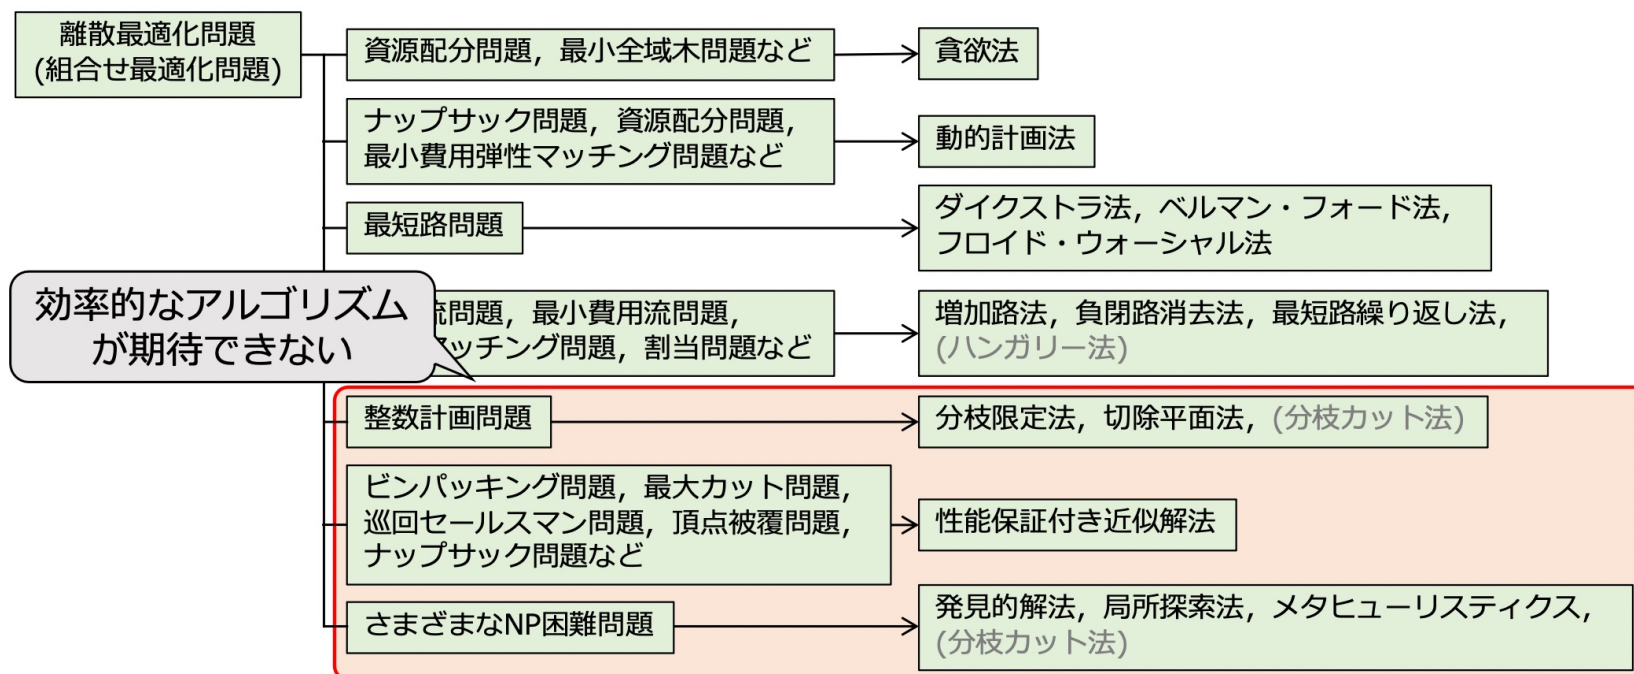 離散最適化問題
(組合せ最適化問題)
資源配分問題，最小全域木問題など
貪欲法
ナップサック問題，資源配分問題，
最小費用弾性マッチング問題など
動的計画法
最短路問題
ダイクストラ法，ベルマン・フォード法，
フロイド・ウォーシャル法
効率的なアルゴリズム
が期待できない
流問題，最小費用流問題，
マッチング問題，割当問題など
増加路法，負閉路消去法，最短路繰り返し法，
(ハンガリー法)
整数計画問題
分枝限定法，切除平面法，(分枝カット法)
ビンパッキング問題，最大カット問題，
巡回セールスマン問題，頂点被覆問題，
ナップサック問題など
性能保証付き近似解法
さまざまなNP困難問題
発見的解法，局所探索法，メタヒューリスティクス，
(分枝カット法)